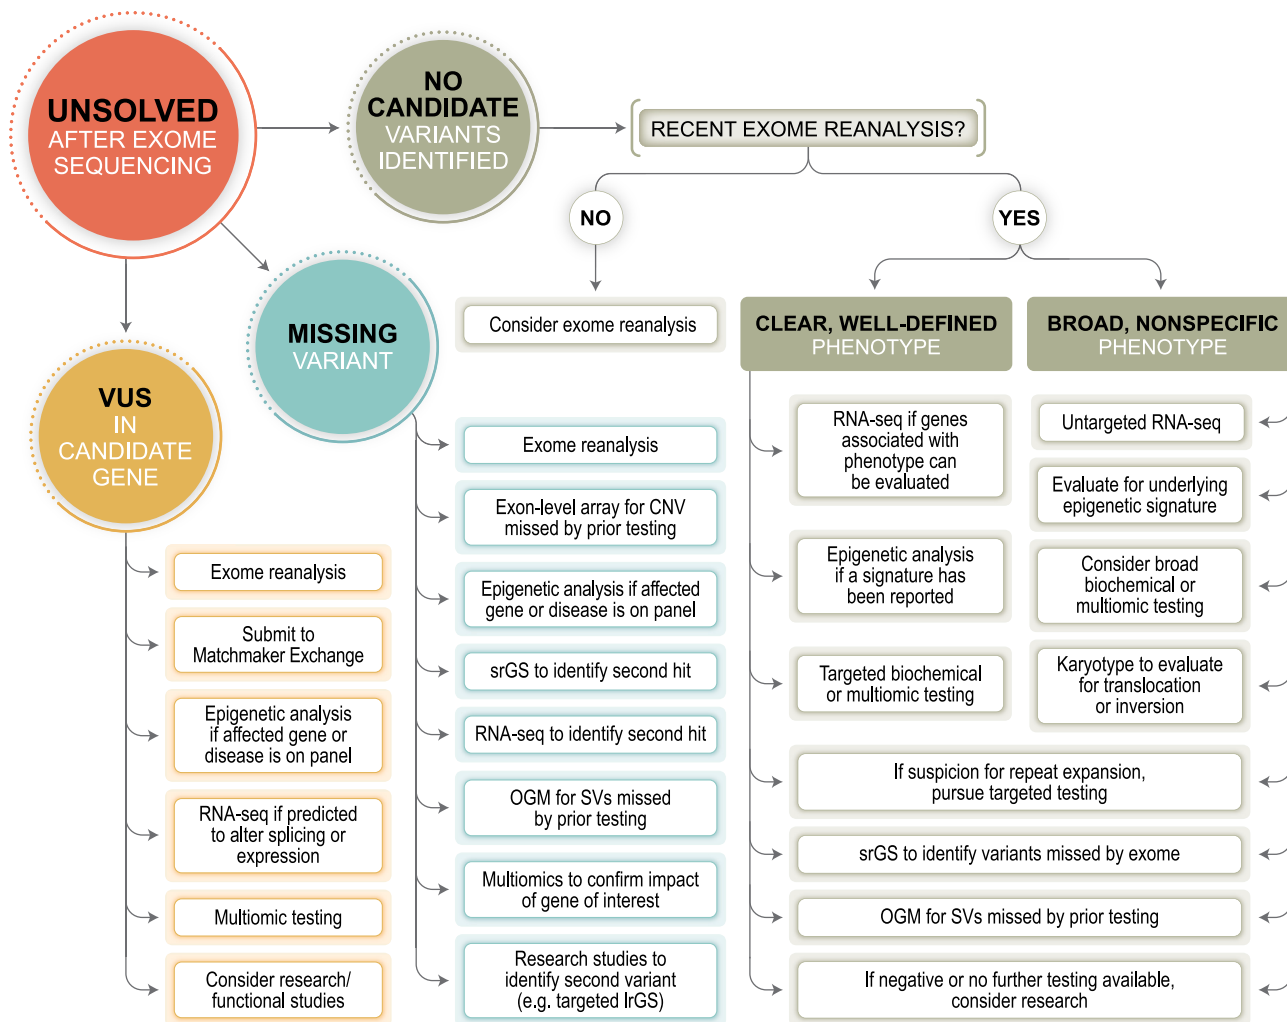 UNSOLVED
AFTER EXOME
SEQUENCING
NO
CANDIDATE
VARIANTS
IDENTIFIED
RECENT EXOME REANALYSIS?
NO
YES
Consider exome reanalysis
MISSING
VARIANT
VUS
IN
CANDIDATE
GENE
Exome reanalysis
Submit to
Matchmaker Exchange
Epigenetic analysis
if affected gene or
disease is on panel
RNA-seq if predicted
to alter splicing or
expression
Multiomic testing
Consider research/
functional studies
Exome reanalysis
Exon-level array for CNV
missed by prior testing
Epigenetic analysis if affected
gene or disease is on panel
srGS to identify second hit
RNA-seq to identify second hit
OGM for SVs missed
by prior testing
Multiomics to confirm impact
of gene of interest
Research studies to
identify second variant
(e.g. targeted lrGS)
CLEAR, WELL-DEFINED
PHENOTYPE
RNA-seq if genes
associated with
phenotype can
be evaluated
Epigenetic analysis
if a signature has
been reported
Targeted biochemical
or multiomic testing
BROAD, NONSPECIFIC
PHENOTYPE
Untargeted RNA-seq
Evaluate for underlying
epigenetic signature
Consider broad
biochemical or
multiomic testing
Karyotype to evaluate
for translocation
or inversion
If suspicion for repeat expansion,
pursue targeted testing
srGS to identify variants missed by exome
OGM for SVs missed by prior testing
If negative or no further testing available,
consider research